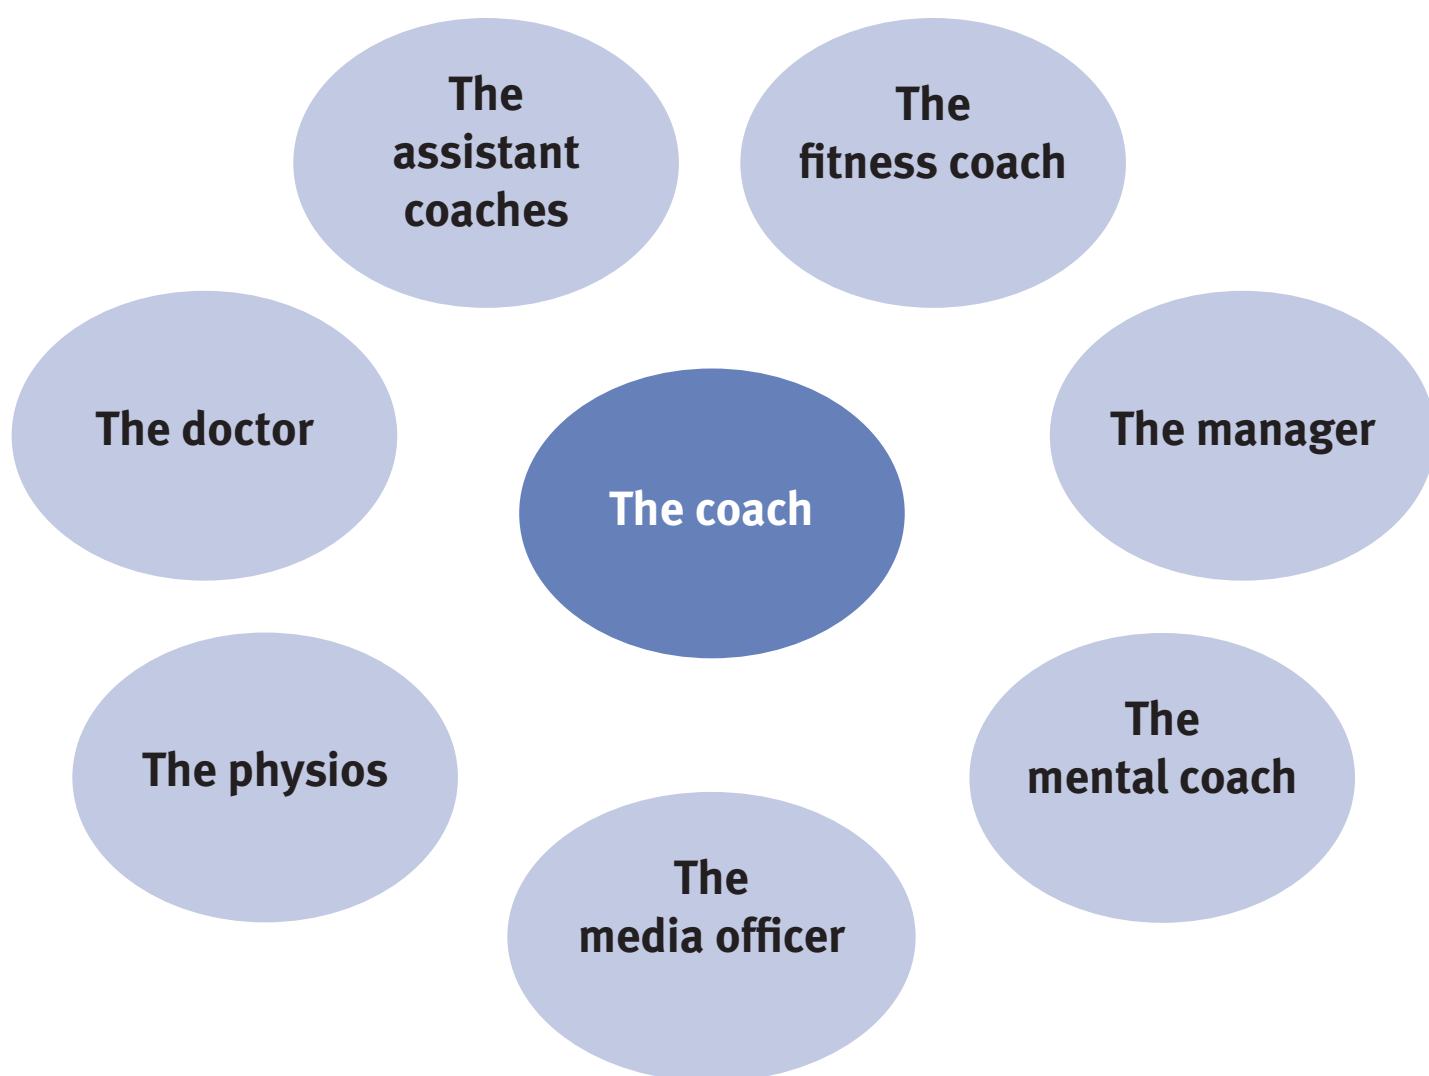 The
assistant
coaches
The
fitness coach
The doctor
The manager
The coach
The physios
The
mental coach
The
media officer